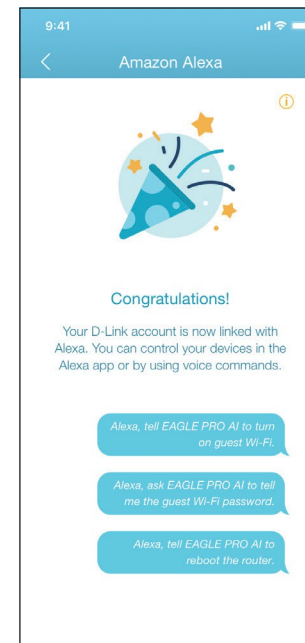 9:41
Amazon Alexa
Congratulations!
Your D-Link account is now linked with
Alexa. You can control your devices in the
Alexa app or by using voice commands.
Alexa, tell EAGLE PRO AI to turn
on guest Wi-Fi.
Alexa, ask EAGLE PRO AI to tell
me the guest Wi-Fi password.
Alexa, tell EAGLE PRO AI to
reboot the router.